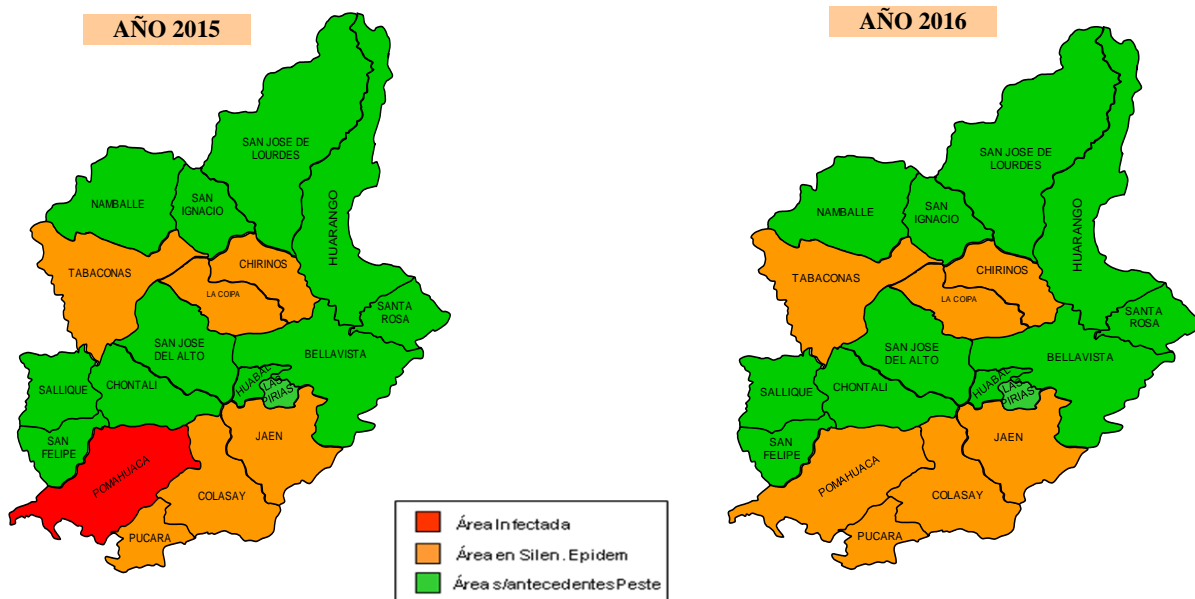 AÑO 2015
SAN JOSE DE
LOURDES
NAMBALLE
SAN
IGNACIO
HUARANGO
TABACONAS
CHIRINOS
LA COIPA
SANTA
ROSA
SAN JOSE
DEL ALTO
BELLAVISTA
SALLIQUE
CHONTALI
HUABAL
LAS
PIRIAS
SAN
FELIPE
JAEN
POMAHUACA
COLASAY
PUCARA
Área Infectada
Área en Silen. Epidem
Área s/antecedentes Peste
AÑO 2016
SAN JOSE DE
LOURDES
NAMBALLE
SAN
IGNACIO
HUARANGO
TABACONAS
CHIRINOS
LA COIPA
SANTA
ROSA
SAN JOSE
DEL ALTO
BELLAVISTA
SALLIQUE
CHONTALI
HUABAL
LAS
PIRIAS
SAN
FELIPE
JAEN
POMAHUACA
COLASAY
PUCARA